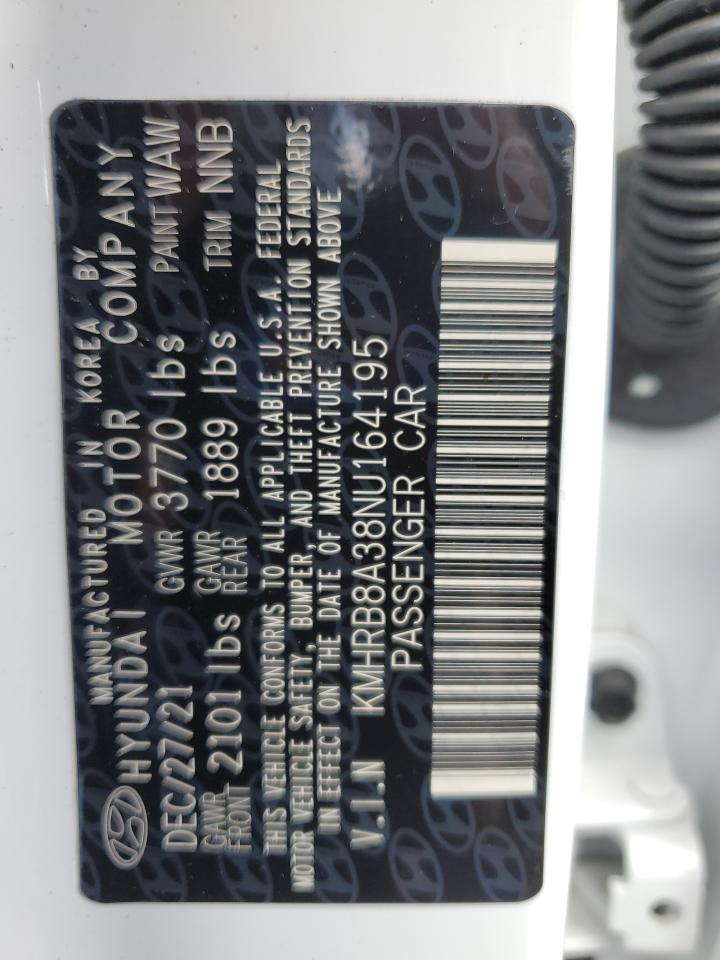 MANUFACTURED IN KOREA BY
HYUNDAI MOTOR COMPANY
DEC/27/21 GVWR 3770 lbs PAINT WAW
GAWR FRONT 2101 lbs GAWR REAR 1889 lbs TRIM NNB
THIS VEHICLE CONFORMS TO ALL APPLICABLE U.S.A. FEDERAL
MOTOR VEHICLE SAFETY, BUMPER, AND THEFT PREVENTION STANDARDS
IN EFFECT ON THE DATE OF MANUFACTURE SHOWN ABOVE
V.I.N KMHRB8A38NU164195
PASSENGER CAR